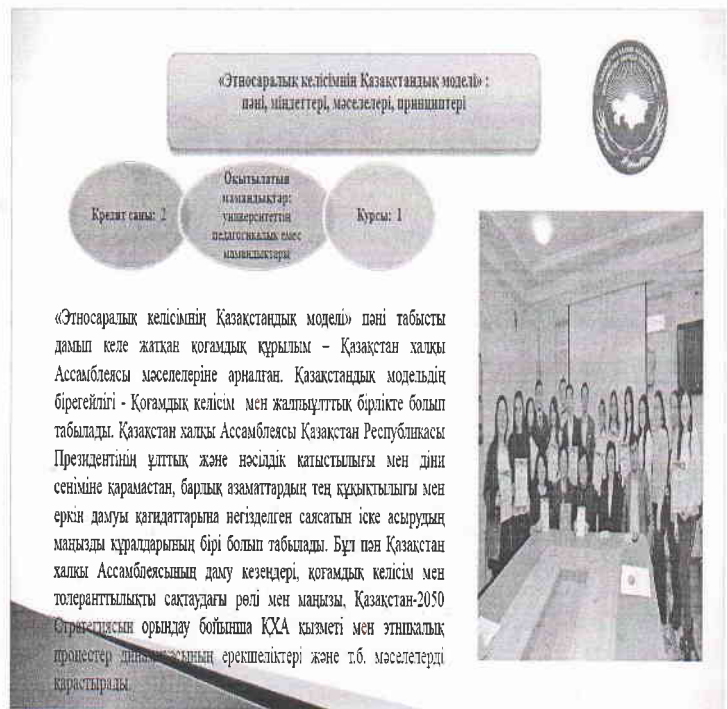 «Этносаралық келісімнің Қазақстандық моделі» :
пәні, міндеттері, мәселелері, принциптері
Кредит саны: 2
Оқытылатын
мамандықтар:
университеттің
педагогикалық емес
мамандықтары
Курсы: 1
«Этносаралық келісімнің Қазақстандық моделі» пәні табысты
дамып келе жатқан қоғамдық құрылым – Қазақстан халқы
Ассамблеясы мәселелеріне арналған. Қазақстандық модельдің
бірегейлігі - Қоғамдық келісім мен жалпыұлттық бірлікте болып
табылады. Қазақстан халқы Ассамблеясы Қазақстан Республикасы
Президентінің ұлттық және нәсілдік қатыстылығы мен діни
сеніміне қарамастан, барлық азаматтардың тең құқықтылығы мен
еркін дамуы қағидаттарына негізделген саясатын іске асырудың
маңызды құралдарының бірі болып табылады. Бұл пән Қазақстан
халқы Ассамблеясының даму кезеңдері, қоғамдық келісім мен
толеранттылықты сақтаудағы рөлі мен маңызы, Қазақстан-2050
Стратегиясын орындау бойынша ҚХА қызметі мен этникалық
процестер динамикасының ерекшеліктері және т.б. мәселелерді
қарастырады.